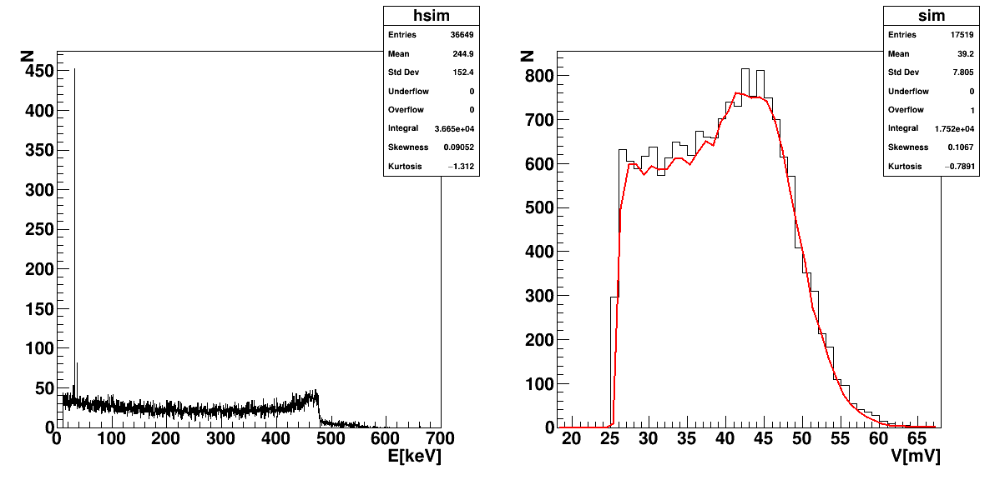 hsim
Entries 36649
Mean 244.9
Std Dev 152.4
Underflow 0
Overflow 0
Integral 3.665e+04
Skewness 0.09052
Kurtosis −1.312
N
450
400
350
300
250
200
150
100
50
0
0 100 200 300 400 500 600 700
E[keV]
sim
Entries 17519
Mean 39.2
Std Dev 7.805
Underflow 0
Overflow 1
Integral 1.752e+04
Skewness 0.1067
Kurtosis −0.7891
N
800
700
600
500
400
300
200
100
0
20 25 30 35 40 45 50 55 60 65
V[mV]